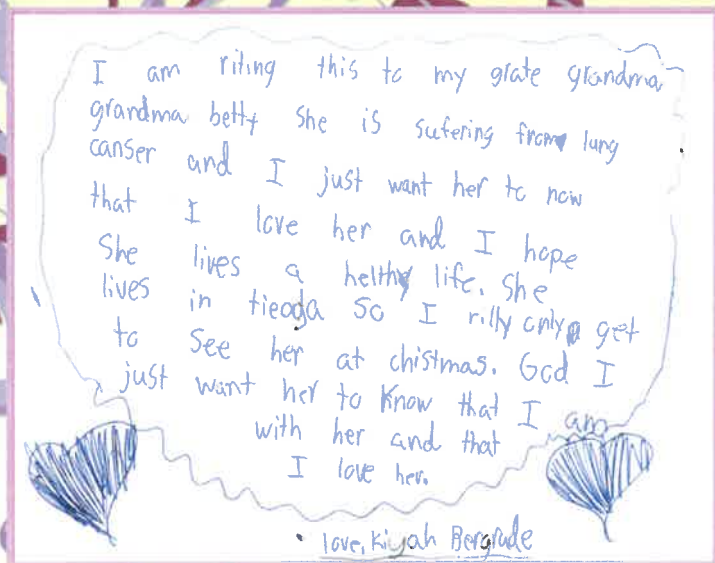 I am riting this to my grate grandma
grandma betty she is sufering from lung
canser and I just want her to now
that I love her and I hope
She lives a helthy life. She
lives in tieoga So I rilly only get
to See her at chistmas. God I
just want her to know that I am
with her and that
I love her.
love, Kiyah Bergrude